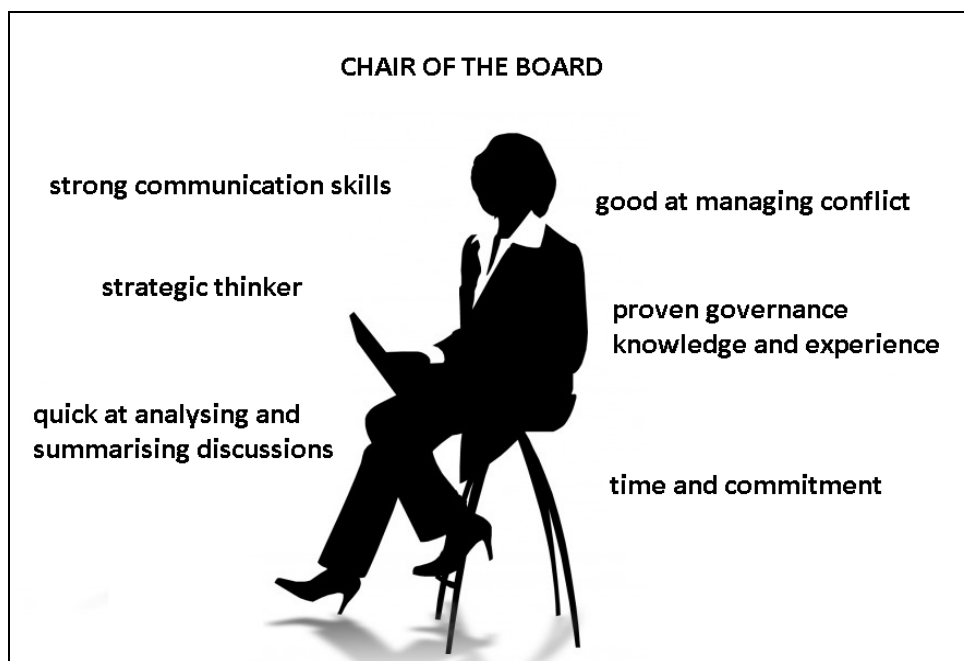 CHAIR OF THE BOARD
strong communication skills
good at managing conflict
strategic thinker
proven governance
knowledge and experience
quick at analysing and
summarising discussions
time and commitment